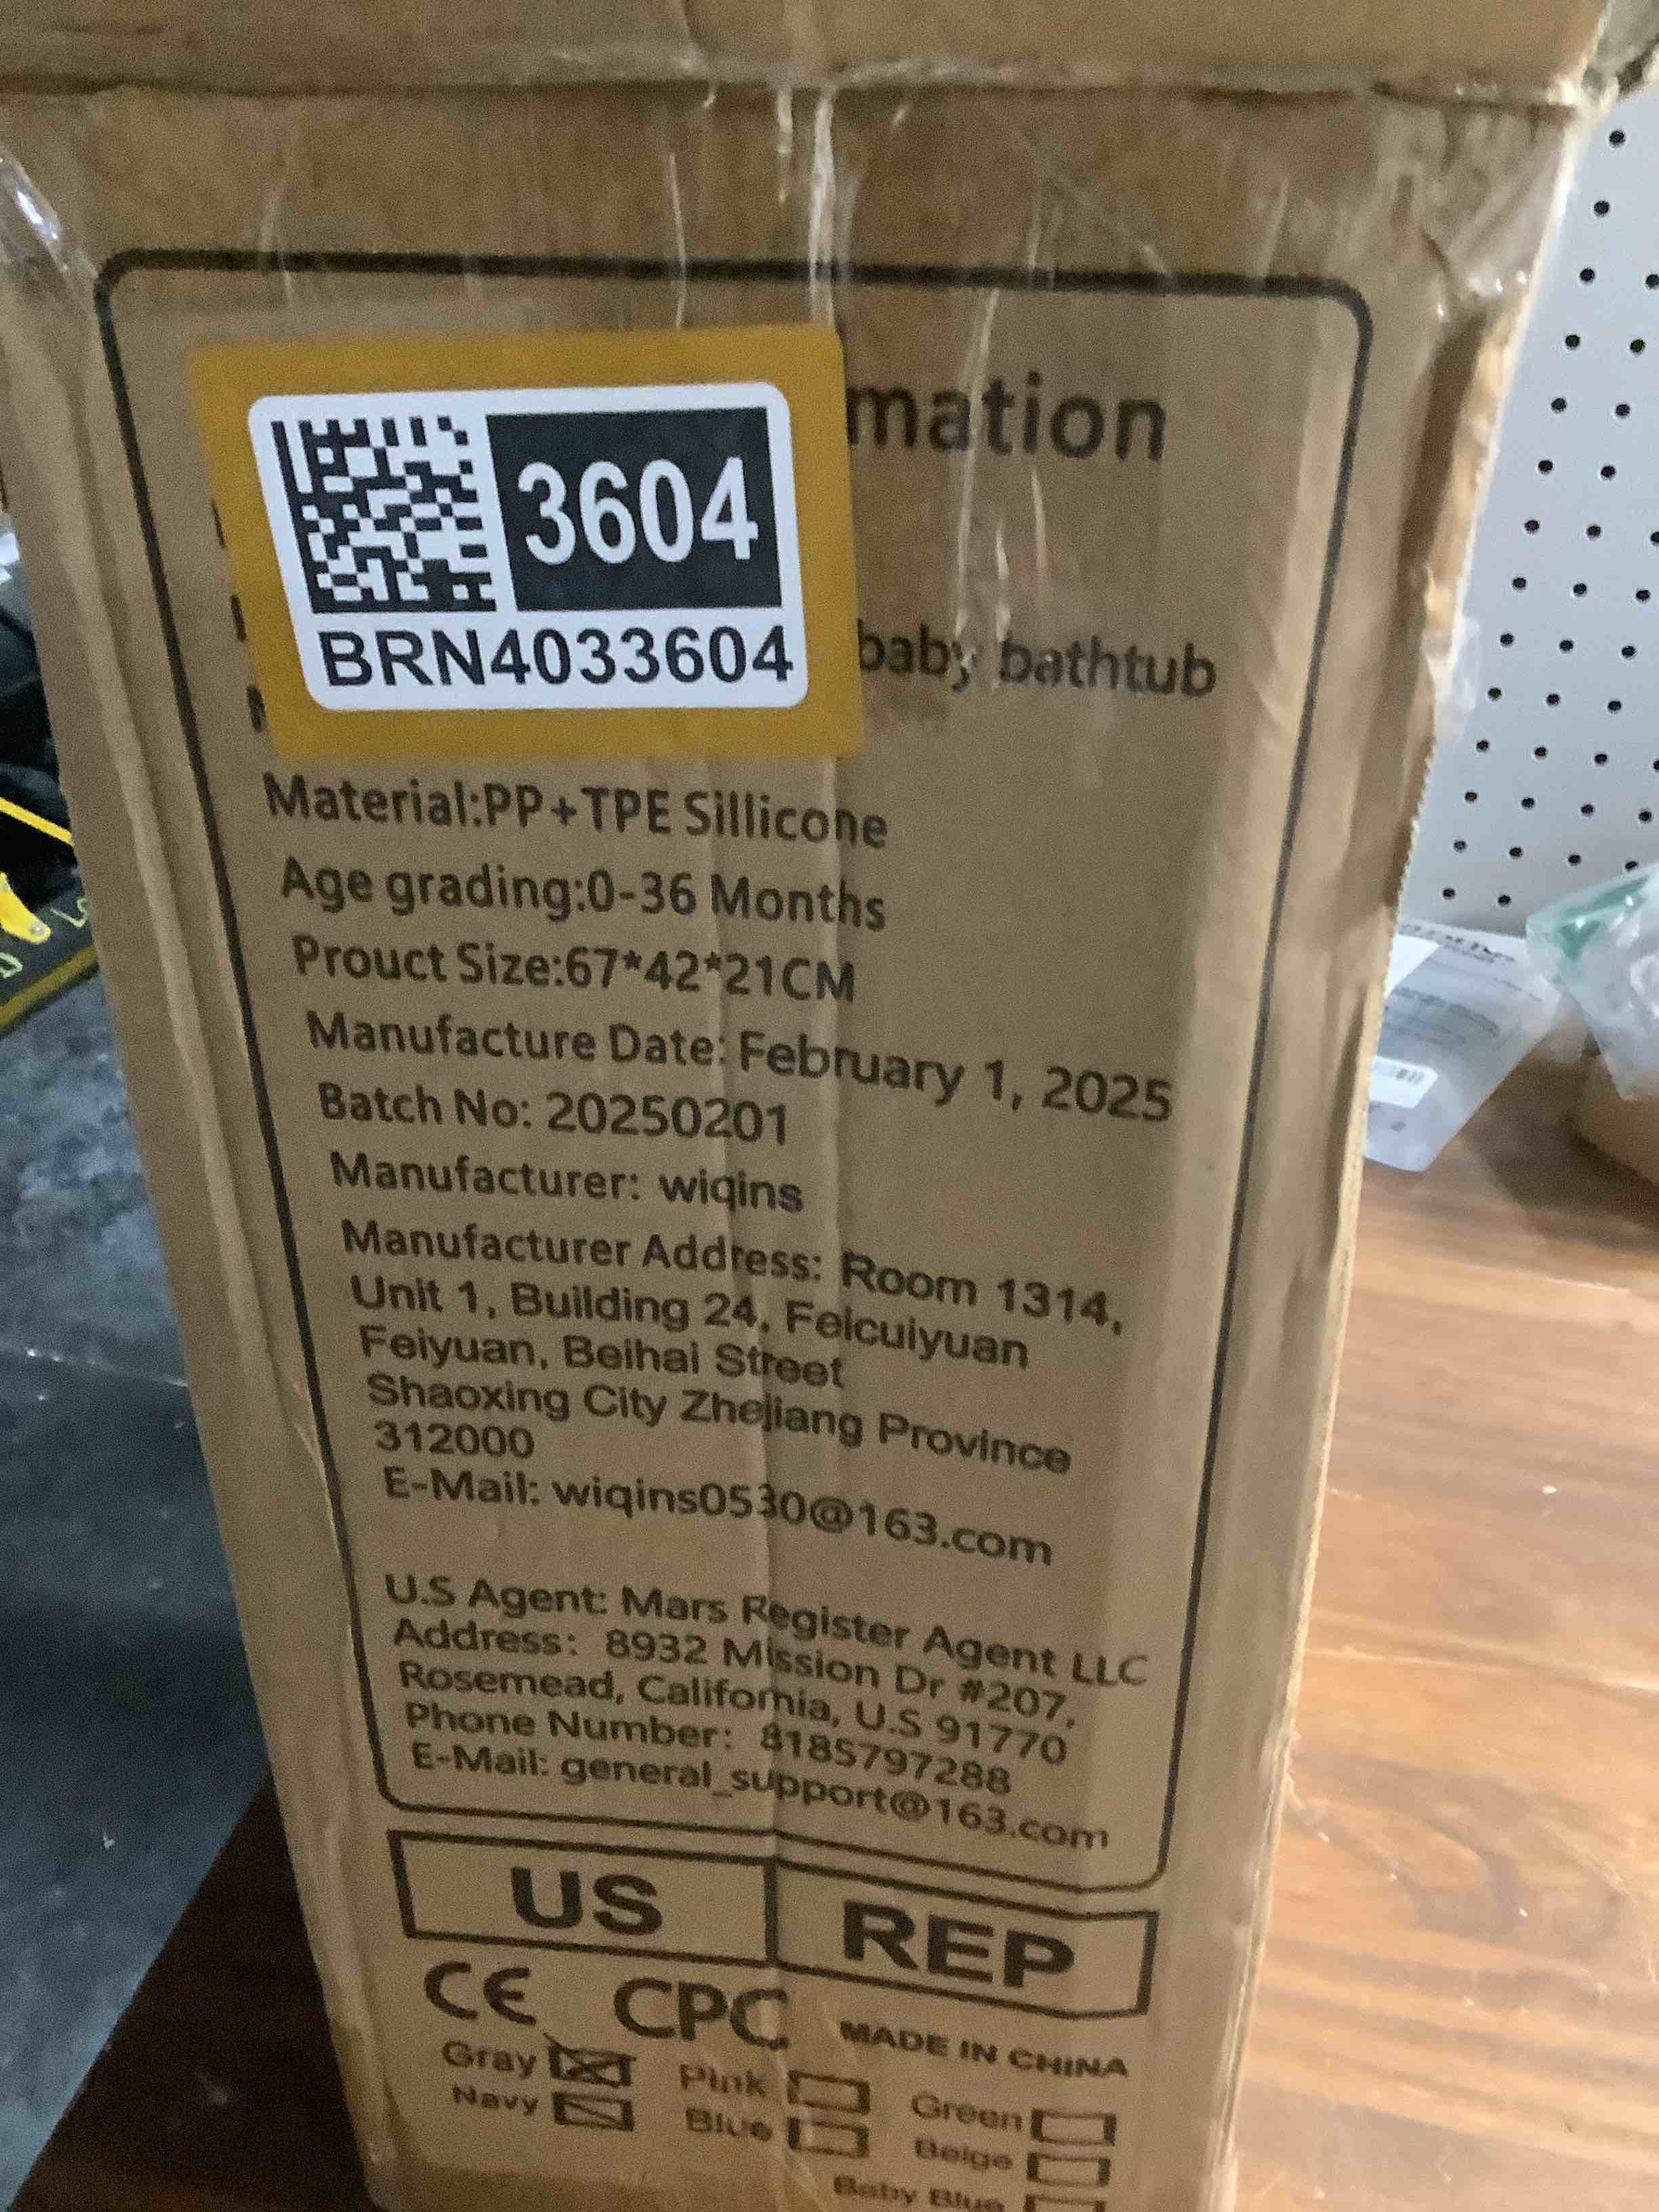 mation
3604
BRN4033604
baby bathtub
Material:PP+TPE Sillicone
Age grading:0-36 Months
Prouct Size:67*42*21CM
Manufacture Date: February 1, 2025
Batch No: 20250201
Manufacturer: wiqins
Manufacturer Address: Room 1314,
Unit 1, Building 24, Feicuiyuan
Feiyuan, Beihai Street
Shaoxing City Zhejiang Province
312000
E-Mail: wiqins0530@163.com
U.S Agent: Mars Register Agent LLC
Address: 8932 Mission Dr #207,
Rosemead, California, U.S 91770
Phone Number: 8185797288
E-Mail: general_support@163.com
US REP
CE CPC MADE IN CHINA
Gray Pink Green
Navy Blue Beige
Baby Blue